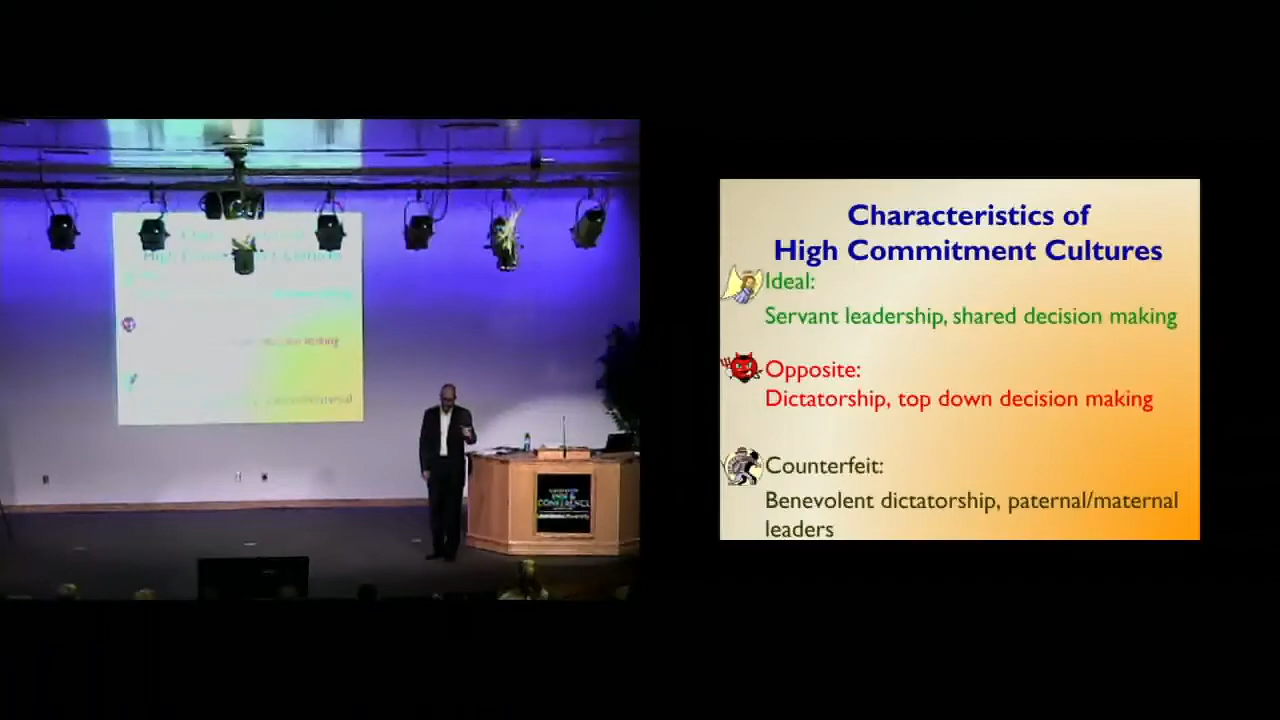 Characteristics of
High Commitment Cultures
Ideal:
Servant leadership, shared decision making
Opposite:
Dictatorship, top down decision making
Counterfeit:
Benevolent dictatorship, paternal/maternal
leaders
CONFERENCE